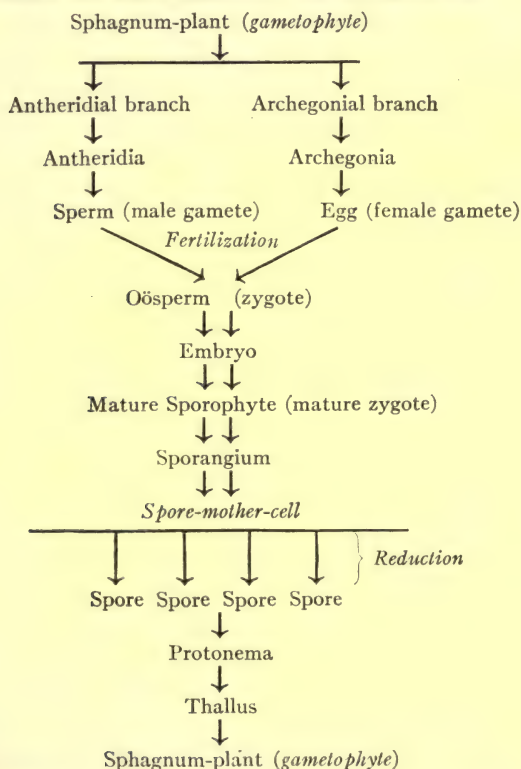 Sphagnum-plant (gametophyte)
Antheridial branch Archegonial branch
Antheridia Archegonia
Sperm (male gamete) Egg (female gamete)
Fertilization
Oösperm (zygote)
Embryo
Mature Sporophyte (mature zygote)
Sporangium
Spore-mother-cell
Reduction
Spore Spore Spore Spore
Protonema
Thallus
Sphagnum-plant (gametophyte)